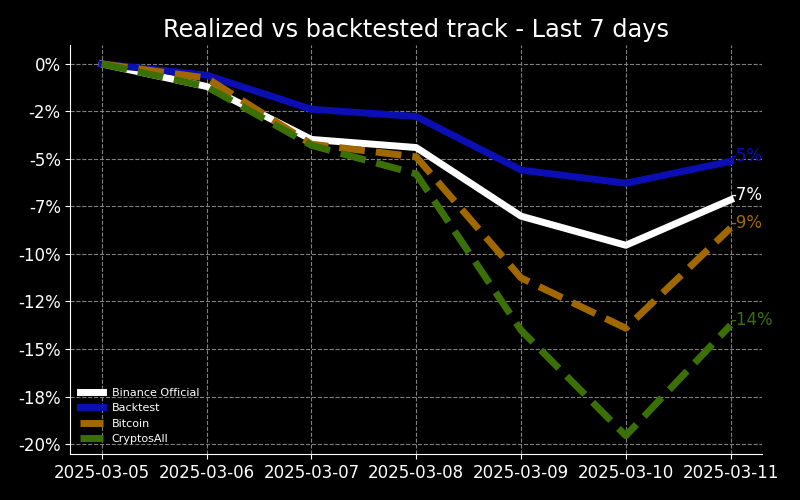 Realized vs backtested track - Last 7 days
0%
-2%
-5%
-7%
-10%
-12%
-15%
-18%
-20%
-5%
-7%
-9%
-14%
Binance Official
Backtest
Bitcoin
CryptosAll
2025-03-05 2025-03-06 2025-03-07 2025-03-08 2025-03-09 2025-03-10 2025-03-11